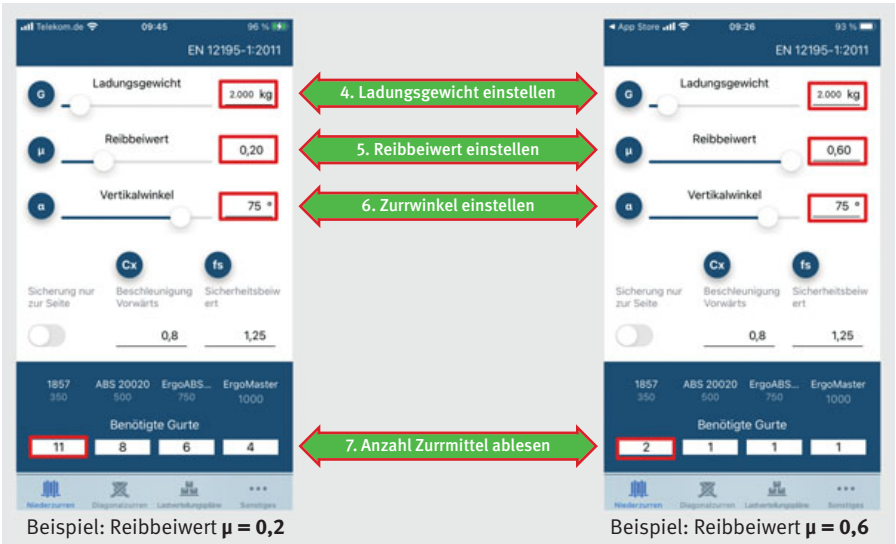 Telekom.de 09:45 96 %
EN 12195-1:2011
Ladungsgewicht
G
2.000 kg
Reibbeiwert
μ
0,20
Vertikalwinkel
α
75 °
Cx
fs
Sicherung nur zur Seite
Beschleunigung Vorwärts
Sicherheitsbeiwert
0,8
1,25
1857 ABS 20020 ErgoABS... ErgoMaster
350 500 750 1000
Benötigte Gurte
11 8 6 4
Niederzurren Diagonalzurren Lastverteilungspläne Sonstiges
Beispiel: Reibbeiwert μ = 0,2
4. Ladungsgewicht einstellen
5. Reibbeiwert einstellen
6. Zurrwinkel einstellen
7. Anzahl Zurrmittel ablesen
App Store 09:26 93 %
EN 12195-1:2011
Ladungsgewicht
G
2.000 kg
Reibbeiwert
μ
0,60
Vertikalwinkel
α
75 °
Cx
fs
Sicherung nur zur Seite
Beschleunigung Vorwärts
Sicherheitsbeiwert
0,8
1,25
1857 ABS 20020 ErgoABS... ErgoMaster
350 500 750 1000
Benötigte Gurte
2 1 1 1
Niederzurren Diagonalzurren Lastverteilungspläne Sonstiges
Beispiel: Reibbeiwert μ = 0,6